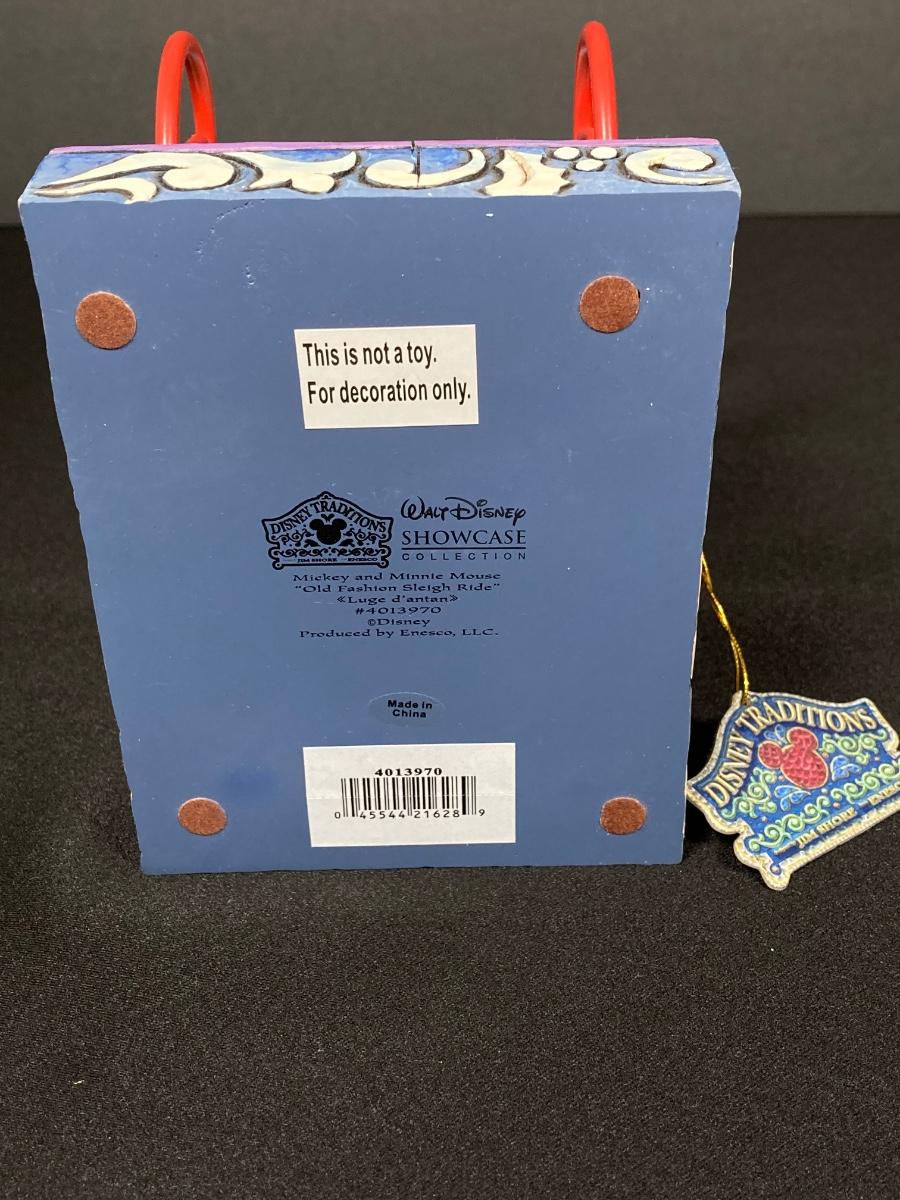 This is not a toy.
For decoration only.
DISNEY TRADITIONS
JIM SHORE ENESCO
WALT DISNEY
SHOWCASE
COLLECTION
Mickey and Minnie Mouse
"Old Fashion Sleigh Ride"
《Luge d'antan》
#4013970
©Disney
Produced by Enesco, LLC.
Made in
China
4013970
0 45544 21628 9
DISNEY TRADITIONS
JIM SHORE ENESCO